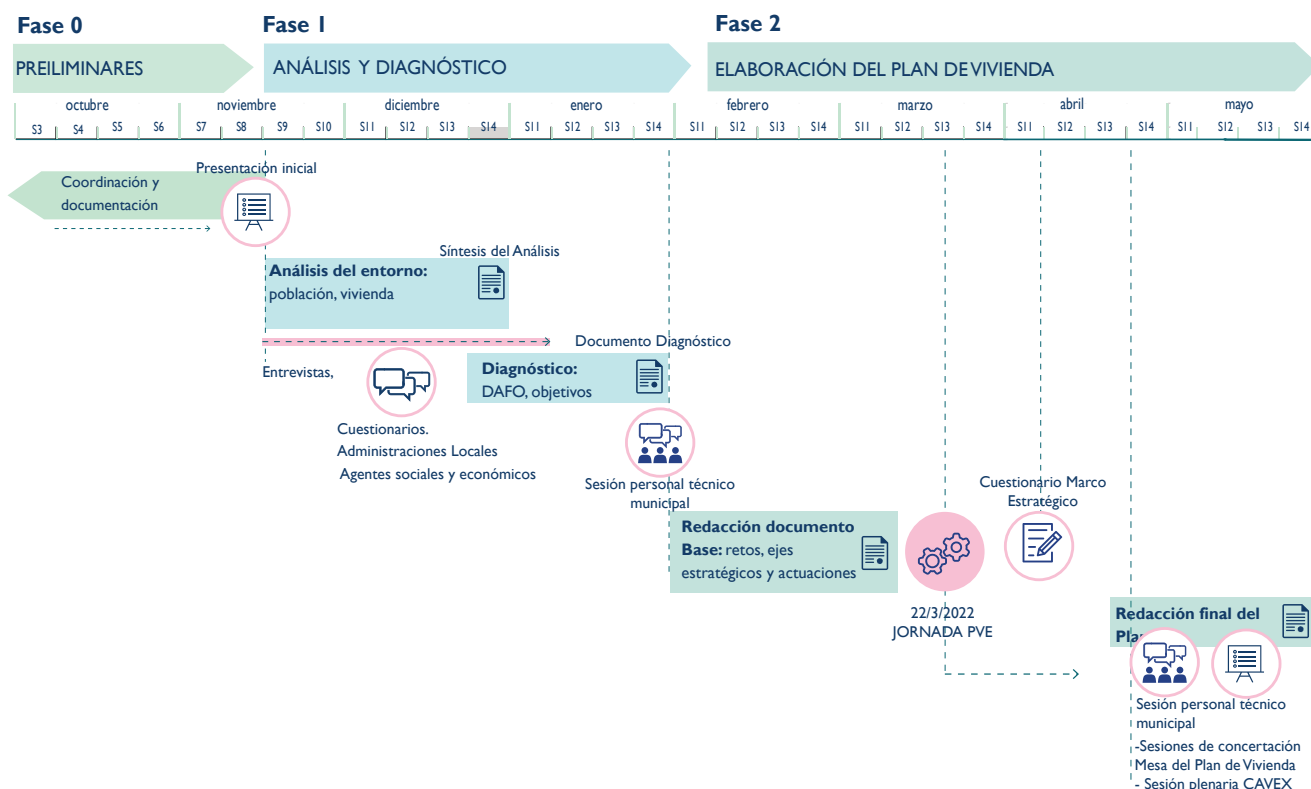 Fase 0
Fase 1
Fase 2
PREILIMINARES
ANÁLISIS Y DIAGNÓSTICO
ELABORACIÓN DEL PLAN DE VIVIENDA
octubre noviembre diciembre enero febrero marzo abril mayo
S3 S4 S5 S6 S7 S8 S9 S10 S11 S12 S13 S14 S11 S12 S13 S14 S11 S12 S13 S14 S11 S12 S13 S14 S11 S12 S13 S14 S11 S12 S13 S14
Presentación inicial
Coordinación y
documentación
Síntesis del Análisis
Análisis del entorno:
población, vivienda
Documento Diagnóstico
Entrevistas,
Diagnóstico:
DAFO, objetivos
Cuestionarios.
Administraciones Locales
Agentes sociales y económicos
Sesión personal técnico
municipal
Cuestionario Marco
Estratégico
Redacción documento
Base: retos, ejes
estratégicos y actuaciones
22/3/2022
JORNADA PVE
Redacción final del
Plan
Sesión personal técnico
municipal
-Sesiones de concertación
Mesa del Plan de Vivienda
- Sesión plenaria CAVEX